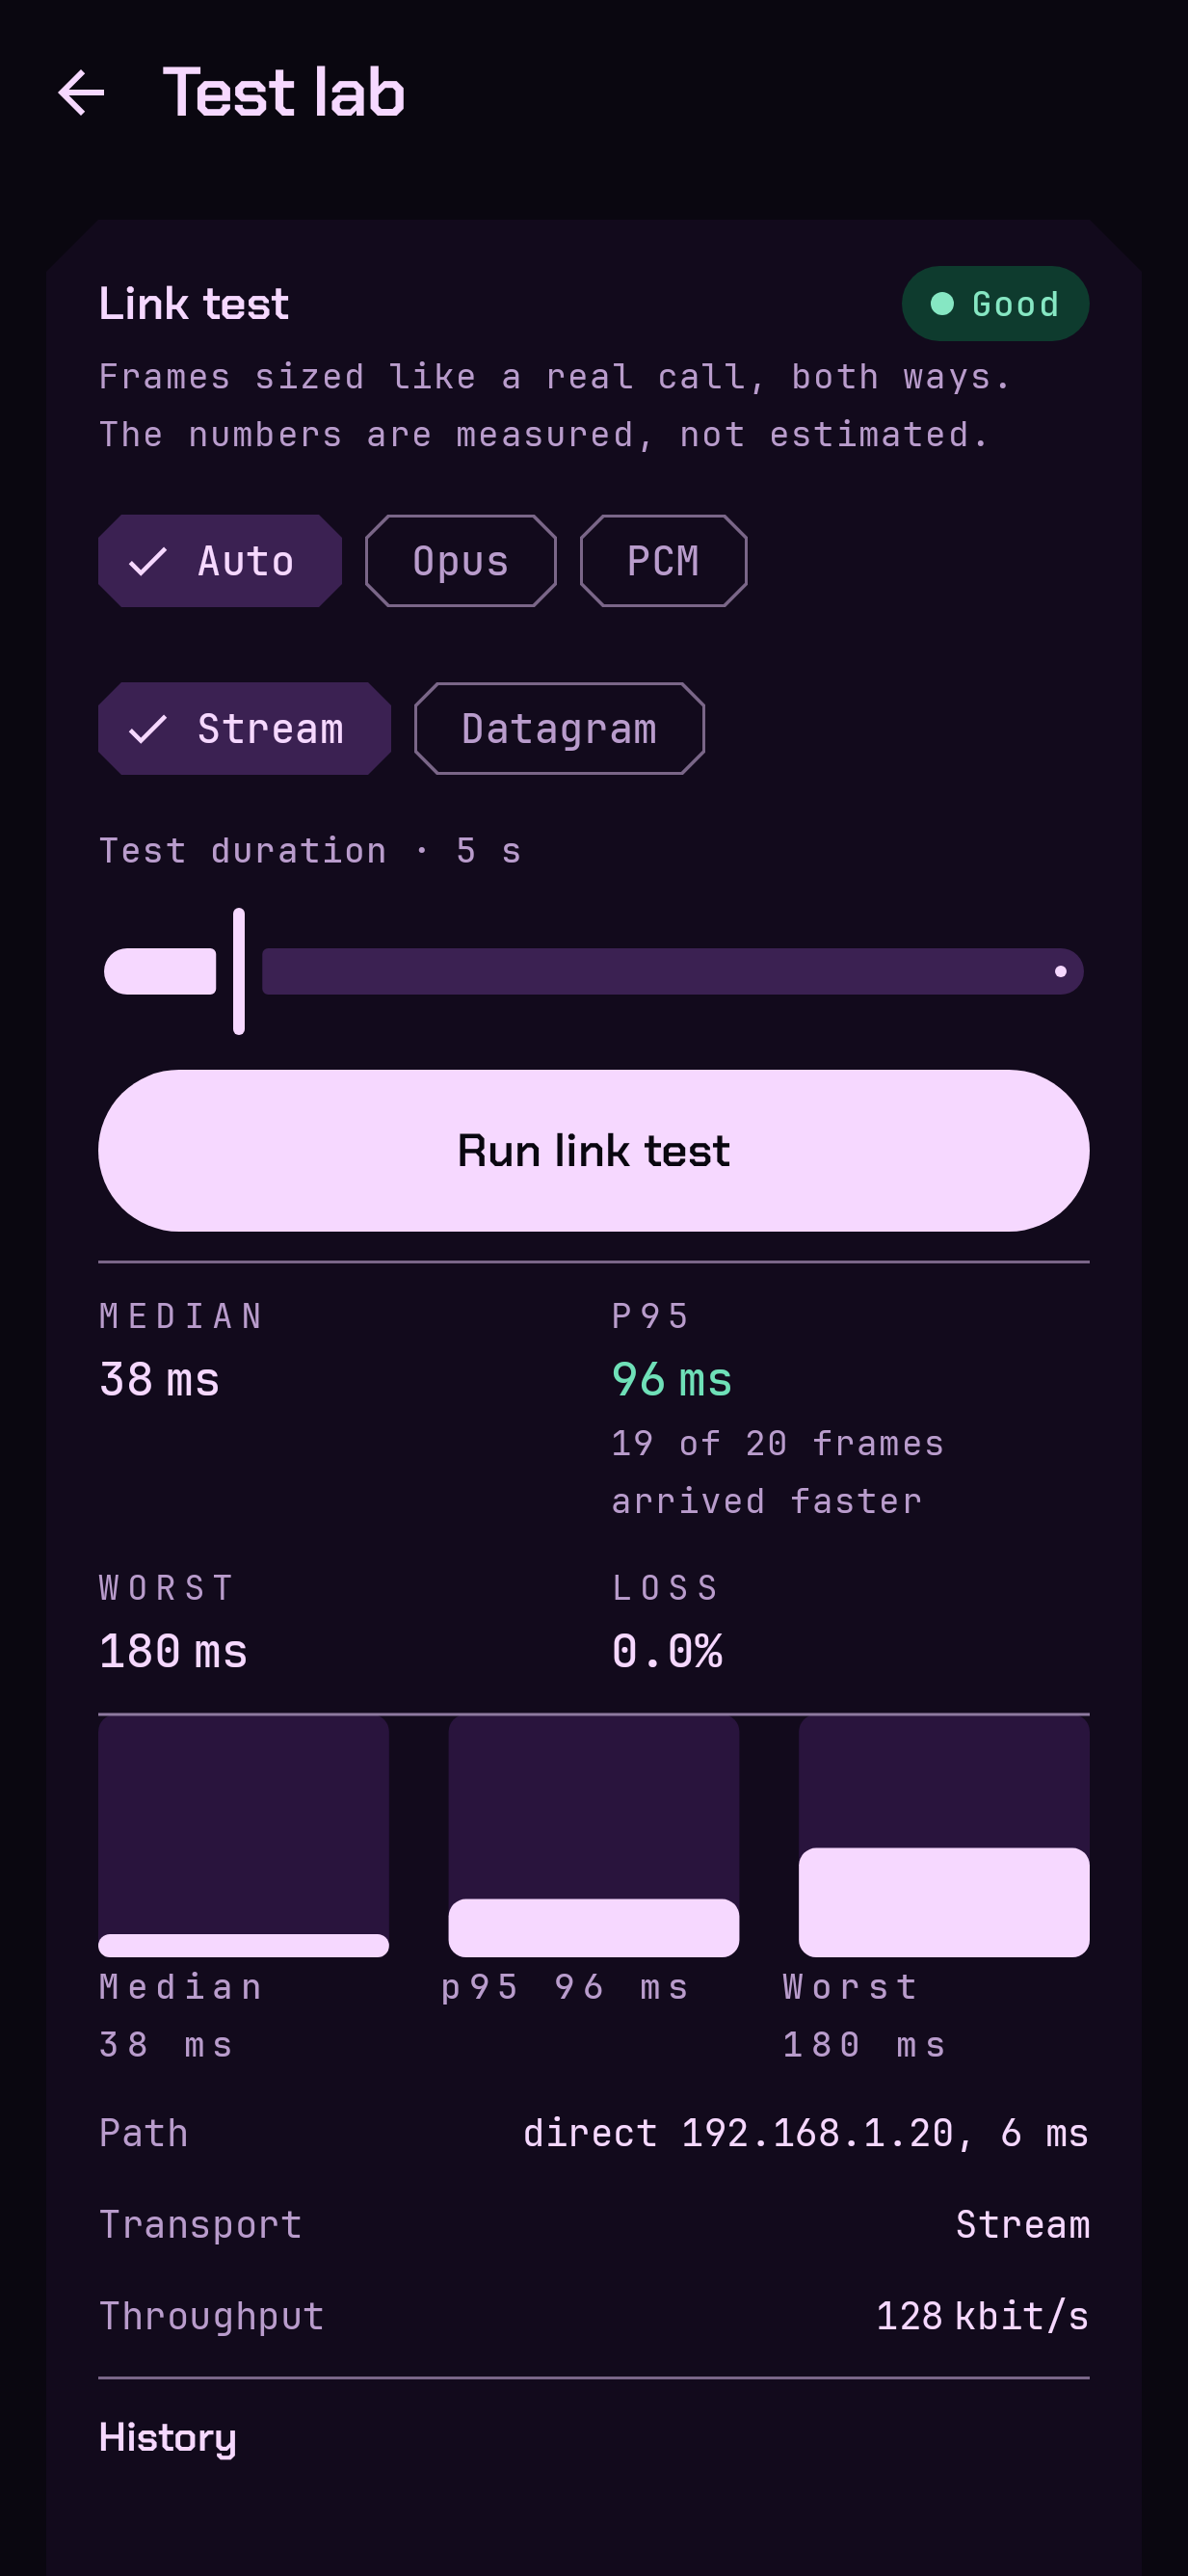 Test lab
Link test
Good
Frames sized like a real call, both ways.
The numbers are measured, not estimated.
Auto
Opus
PCM
Stream
Datagram
Test duration · 5 s
Run link test
MEDIAN
38 ms
P95
96 ms
19 of 20 frames
arrived faster
WORST
180 ms
LOSS
0.0%
Median
38 ms
p95 96 ms
Worst
180 ms
Path
direct 192.168.1.20, 6 ms
Transport
Stream
Throughput
128 kbit/s
History